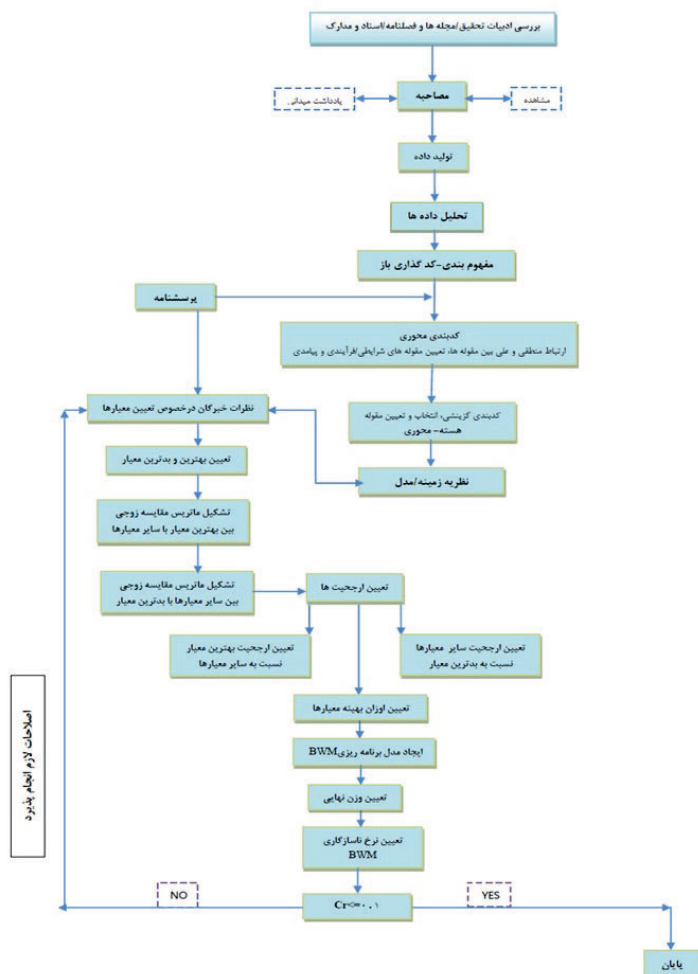 بررسی ادبیات تحقیق/مجله ها و فصلنامه/اسناد و مدارک
مشاهده
مصاحبه
یادداشت میدانی
تولید داده
تحلیل داده ها
مفهوم بندی-کد گذاری باز
پرسشنامه
کدبندی محوری
ارتباط منطقی و علی بین مقوله ها، تعیین مقوله های شرایطی/فرآیندی و پیامدی
کدبندی گزینشی، انتخاب و تعیین مقوله
هسته- محوری
نظریه زمینه/مدل
نظرات خبرگان درخصوص تعیین معیارها
تعیین بهترین و بدترین معیار
تشکیل ماتریس مقایسه زوجی
بین بهترین معیار با سایر معیارها
تشکیل ماتریس مقایسه زوجی
بین سایر معیارها با بدترین معیار
تعیین ارجحیت ها
تعیین ارجحیت سایر معیارها
نسبت به بدترین معیار
تعیین ارجحیت بهترین معیار
نسبت به سایر معیارها
تعیین اوزان بهینه معیارها
ایجاد مدل برنامه ریزیBWM
تعیین وزن نهایی
تعیین نرخ ناسازگاری
BWM
Cr<=۰.۱
YES
NO
اصلاحات لازم انجام پذیرد
پایان